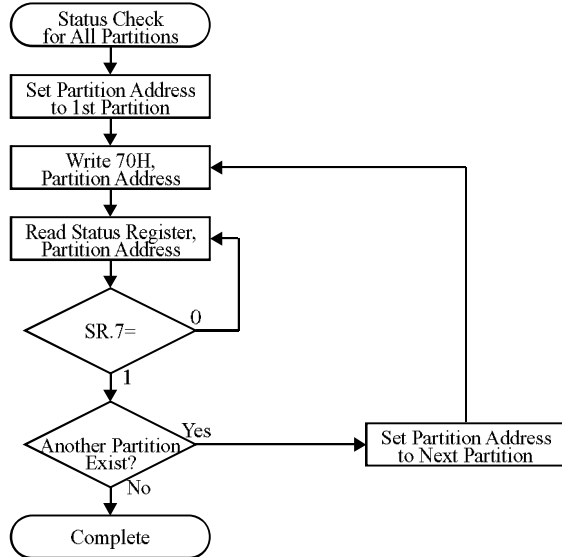 Status Check
for All Partitions
Set Partition Address
to 1st Partition
Write 70H,
Partition Address
Read Status Register,
Partition Address
SR.7=
0
1
Another Partition
Exist?
Yes
No
Set Partition Address
to Next Partition
Complete